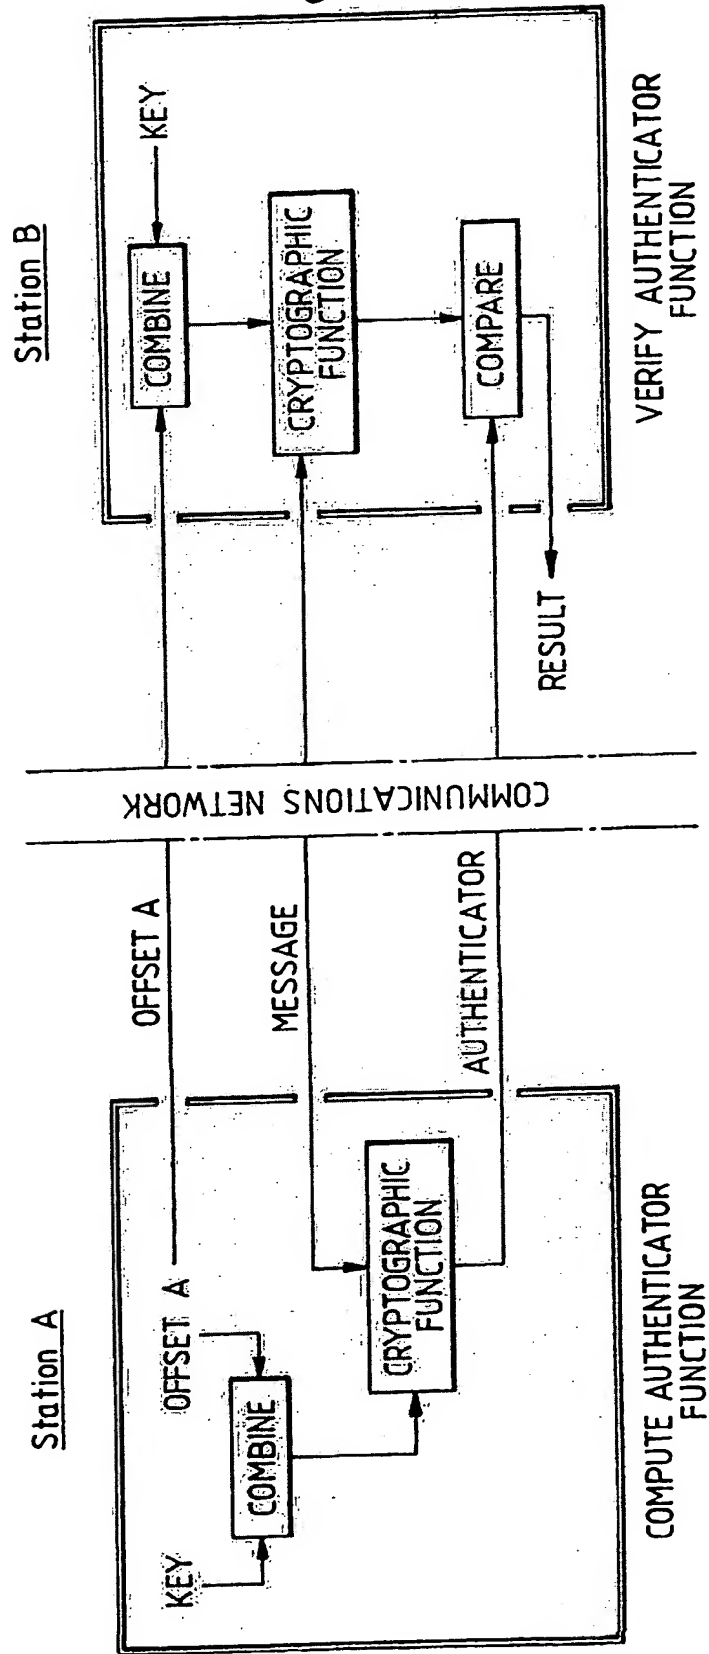 Station A
KEY
OFFSET A
COMBINE
CRYPTOGRAPHIC
FUNCTION
COMPUTE AUTHENTICATOR
FUNCTION
OFFSET A
MESSAGE
AUTHENTICATOR
COMMUNICATIONS NETWORK
Station B
COMBINE
KEY
CRYPTOGRAPHIC
FUNCTION
COMPARE
RESULT
VERIFY AUTHENTICATOR
FUNCTION